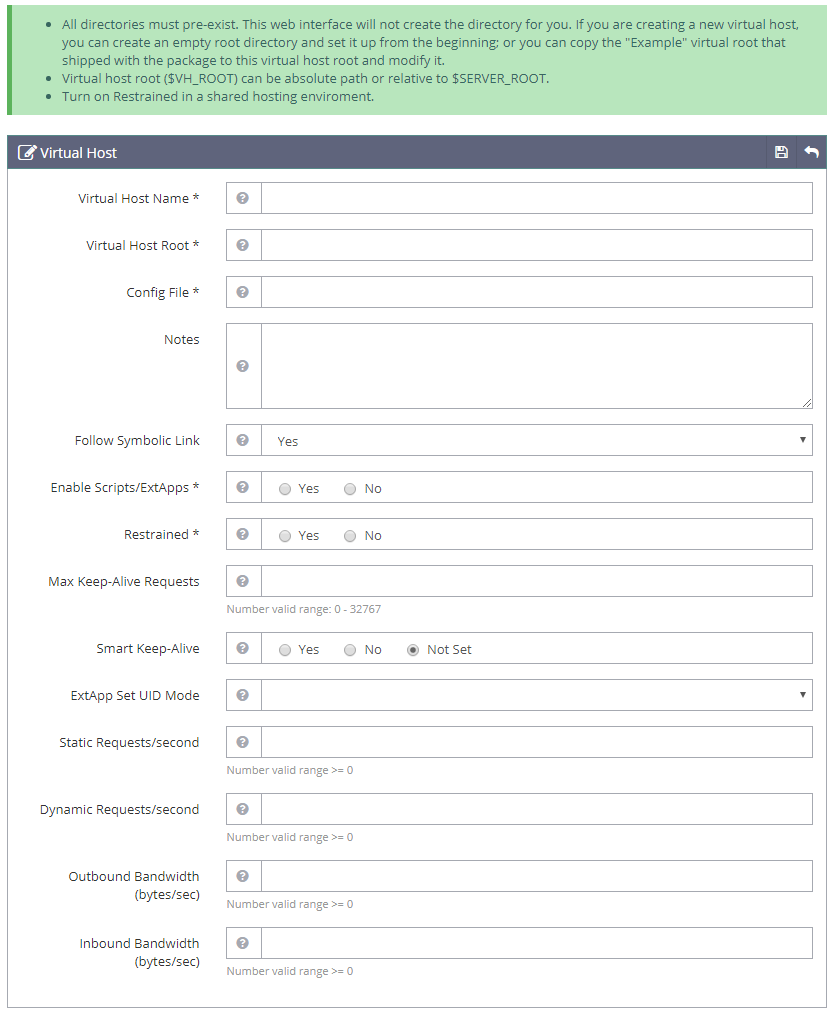 All directories must pre-exist. This web interface will not create the directory for you. If you are creating a new virtual host,
you can create an empty root directory and set it up from the beginning; or you can copy the "Example" virtual root that
shipped with the package to this virtual host root and modify it.
Virtual host root ($VH_ROOT) can be absolute path or relative to $SERVER_ROOT.
Turn on Restrained in a shared hosting enviroment.
Virtual Host
Virtual Host Name *
Virtual Host Root *
Config File *
Notes
Follow Symbolic Link Yes
Enable Scripts/ExtApps * Yes No
Restrained * Yes No
Max Keep-Alive Requests
Number valid range: 0 - 32767
Smart Keep-Alive Yes No Not Set
ExtApp Set UID Mode
Static Requests/second
Number valid range >= 0
Dynamic Requests/second
Number valid range >= 0
Outbound Bandwidth
(bytes/sec)
Number valid range >= 0
Inbound Bandwidth
(bytes/sec)
Number valid range >= 0